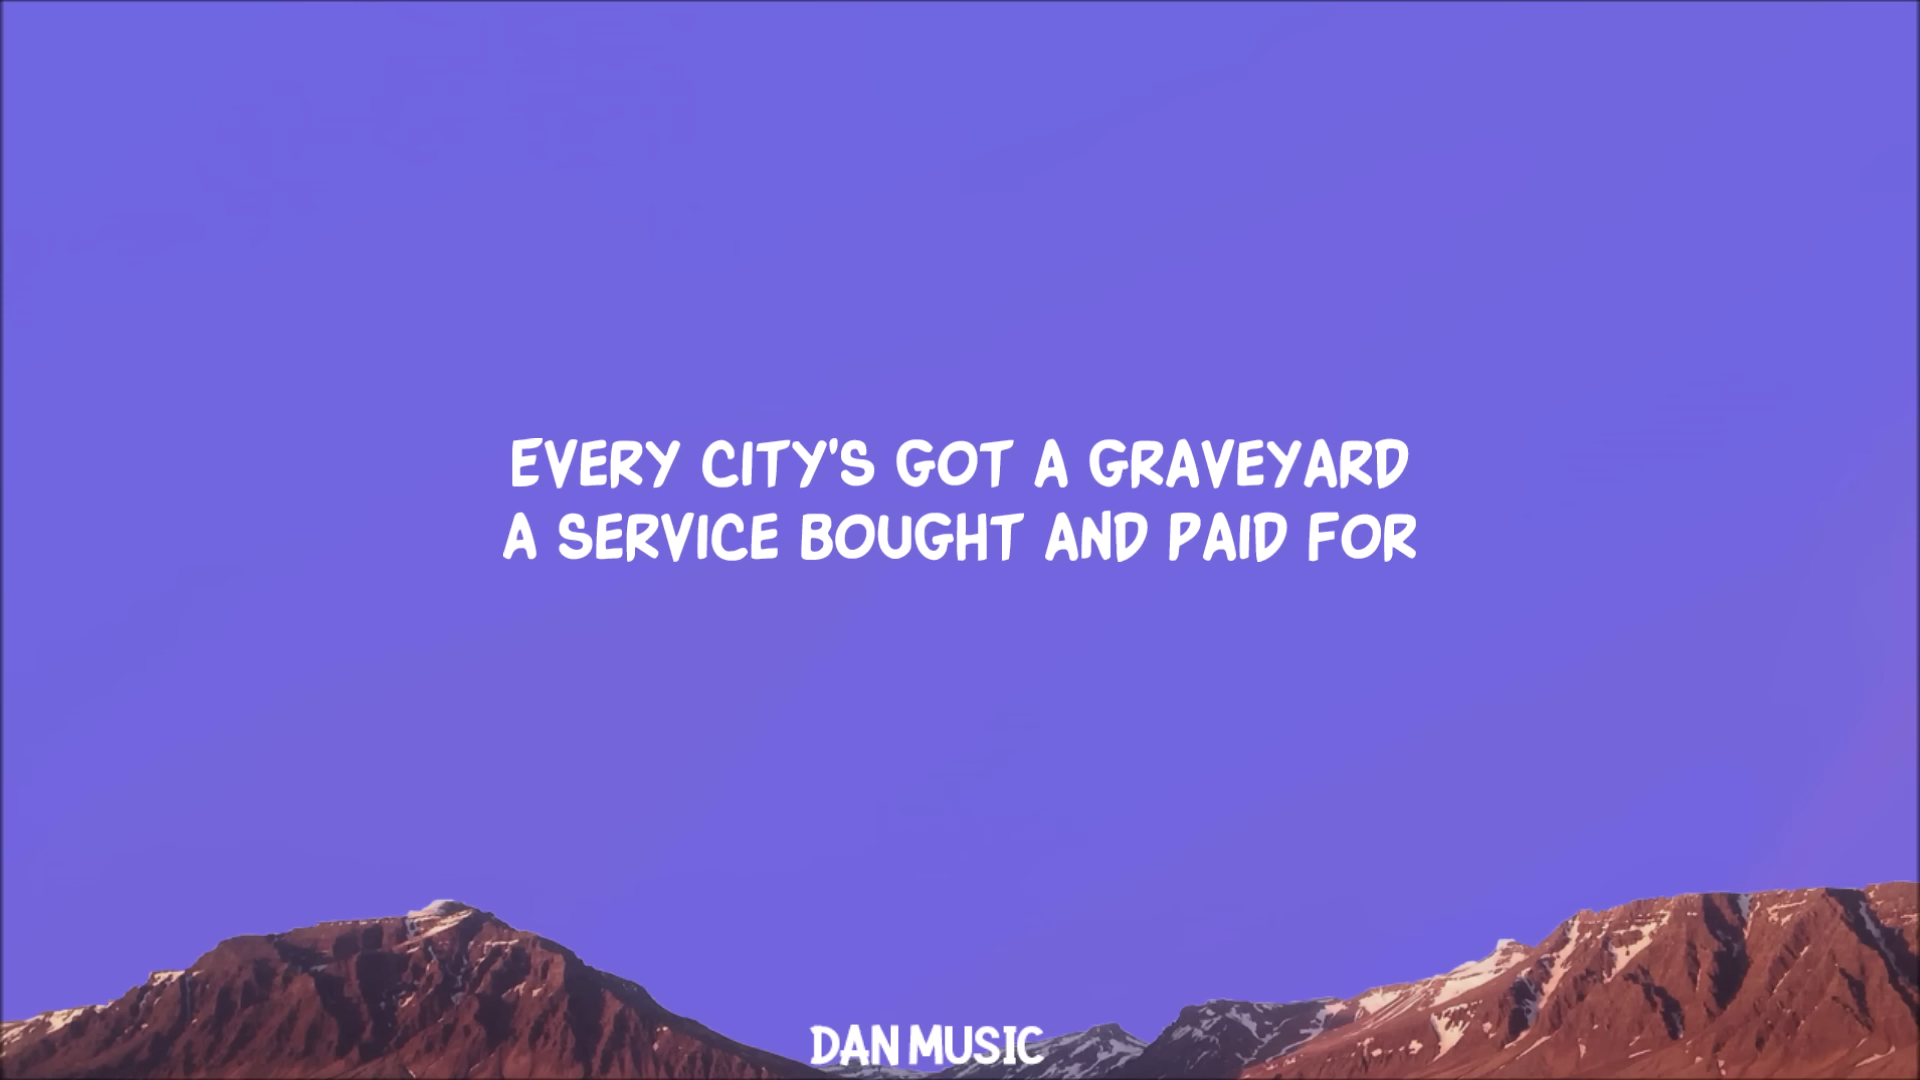 EVERY CITY'S GOT A GRAVEYARD
A SERVICE BOUGHT AND PAID FOR
DAN MUSIC